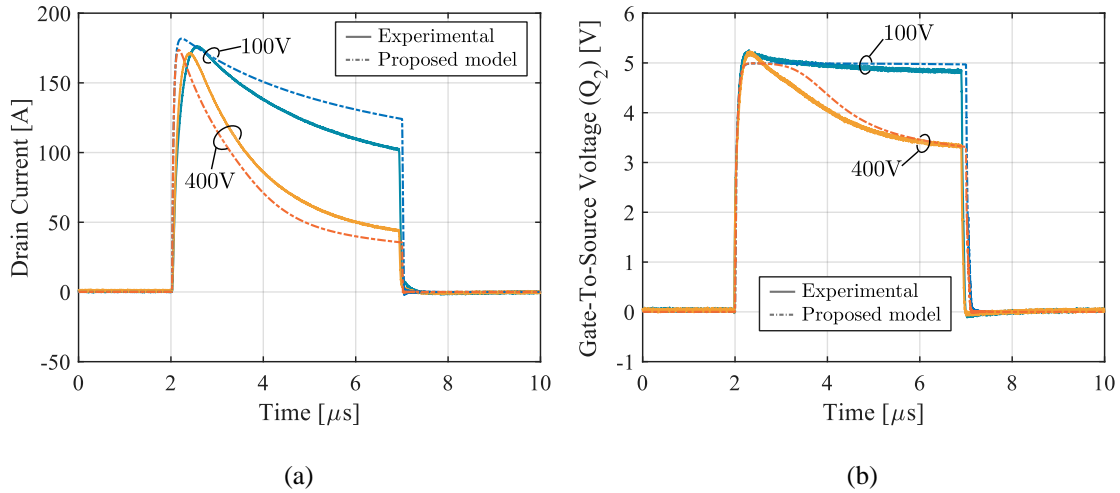 200
150
100
50
0
-50
Drain Current [A]
100V
400V
Experimental
Proposed model
0
2
4
6
8
10
Time [μs]
(a)
6
5
4
3
2
1
0
-1
Gate-To-Source Voltage (Q2) [V]
100V
400V
Experimental
Proposed model
0
2
4
6
8
10
Time [μs]
(b)